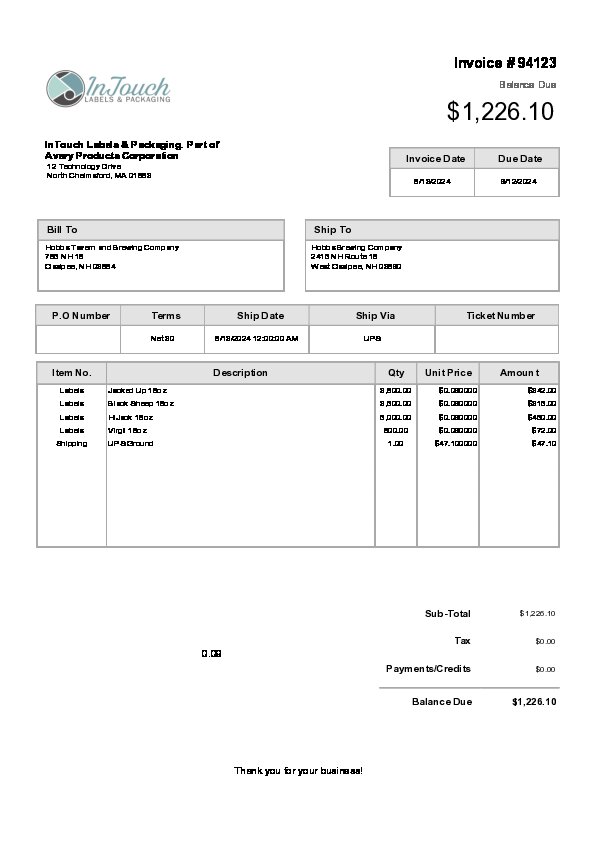 Invoice # 94123
Balance Due
$1,226.10
InTouch
LABELS & PACKAGING
InTouch Labels & Packaging. Part of
Avery Products Corporation
12 Technology Drive
North Chelmsford, MA 01863
Invoice Date Due Date
8/13/2024 9/12/2024
Bill To
Hobbs Tavern and Brewing Company
NH 16
Ossipee, NH 03864
Ship To
Hobbs Brewing Company
NH Route 16
West Ossipee, NH 03890
P.O Number Terms Ship Date Ship Via Ticket Number
Net 30 8/13/2024 12:00:00 AM UPS
Item No. Description Qty Unit Price Amount
Labels Jacked Up 16oz 3,800.00 $0.090000 $342.00
Labels Black Sheep 16oz 3,500.00 $0.090000 $315.00
Labels Hi Jack 16oz 5,000.00 $0.090000 $450.00
Labels Virgil 16oz 800.00 $0.090000 $72.00
Shipping UPS Ground 1.00 $47.100000 $47.10
Sub-Total $1,226.10
Tax $0.00
0.09
Payments/Credits $0.00
Balance Due $1,226.10
Thank you for your business!